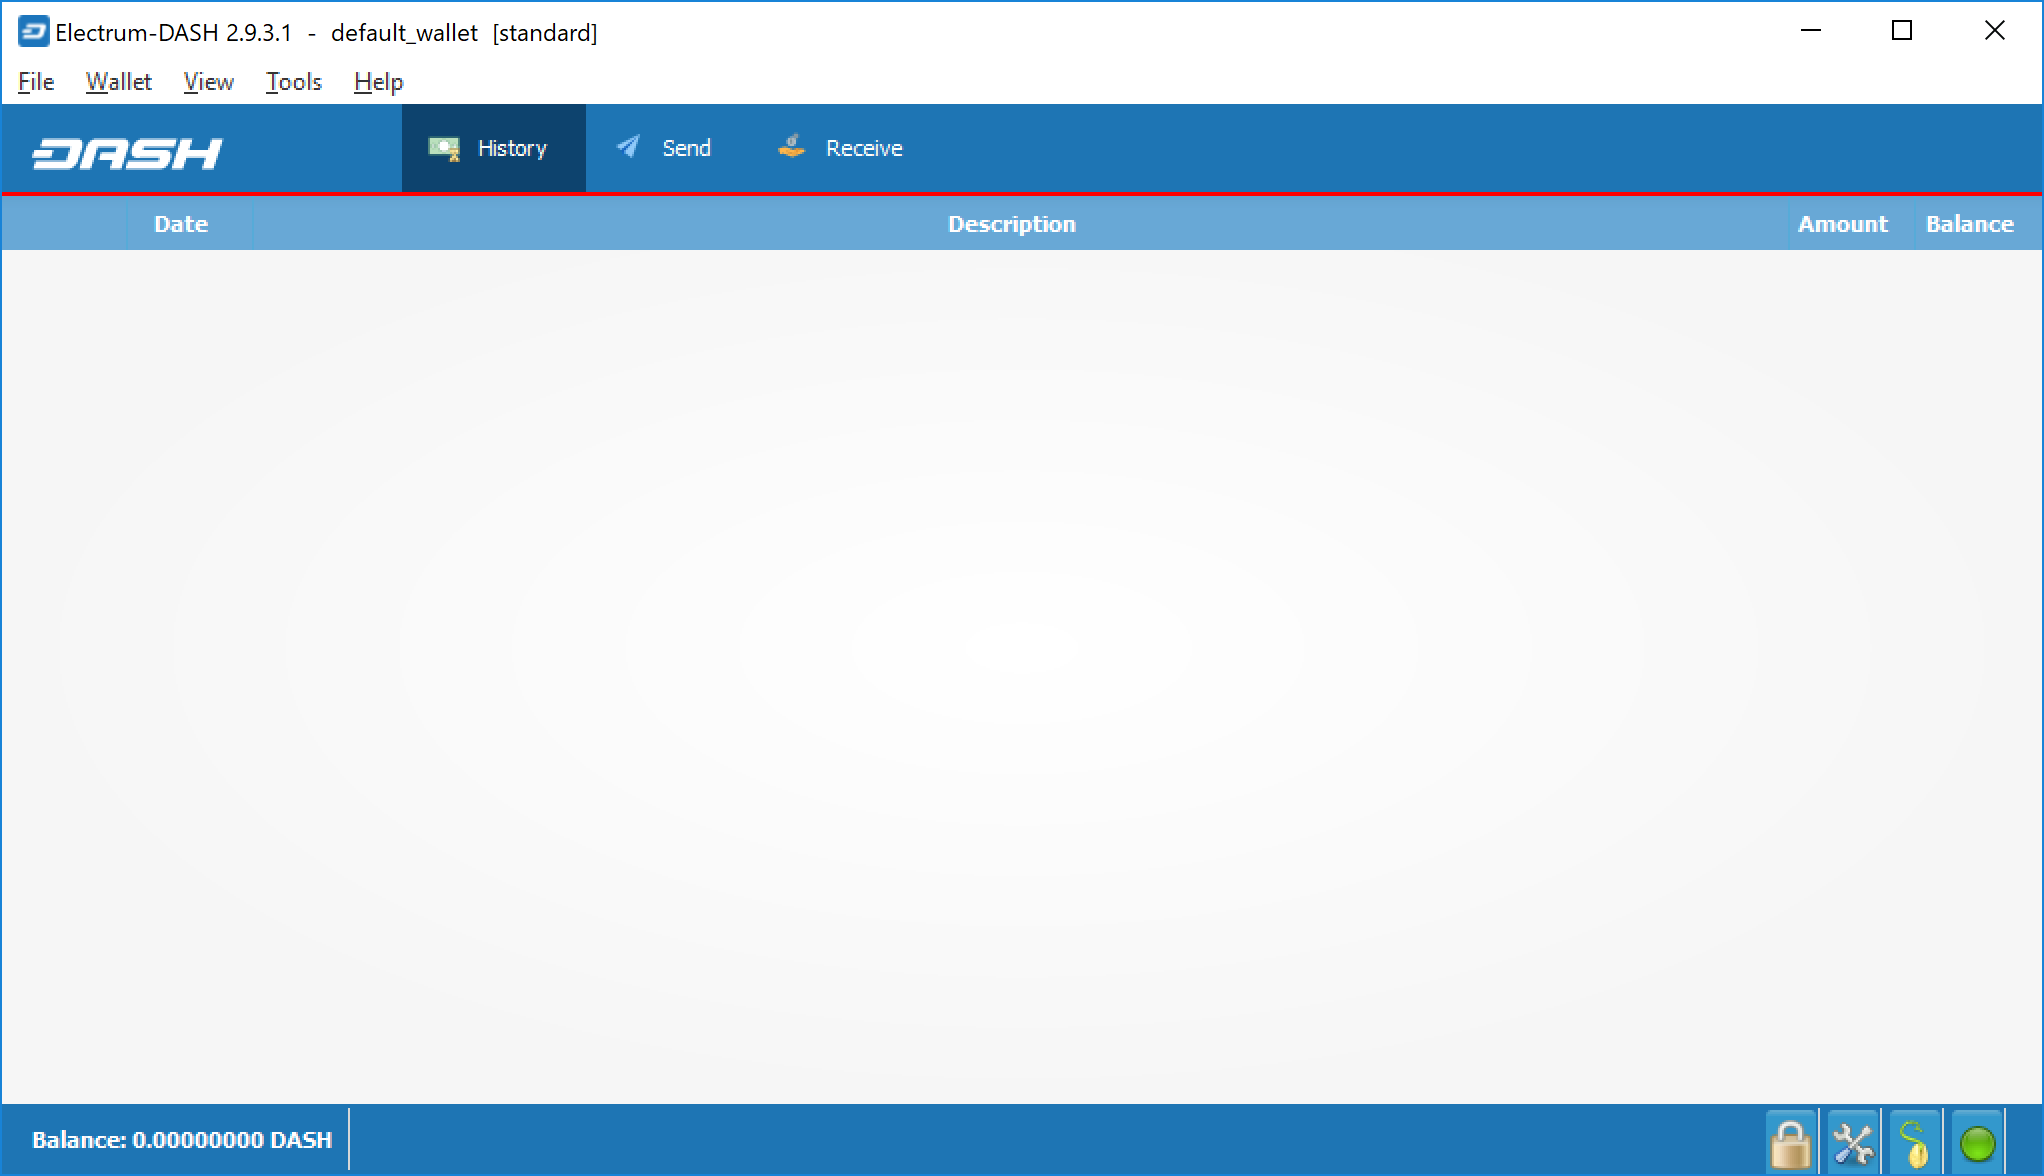 Electrum-DASH 2.9.3.1 - default_wallet [standard]
File Wallet View Tools Help
DASH History Send Receive
Date Description Amount Balance
Balance: 0.00000000 DASH